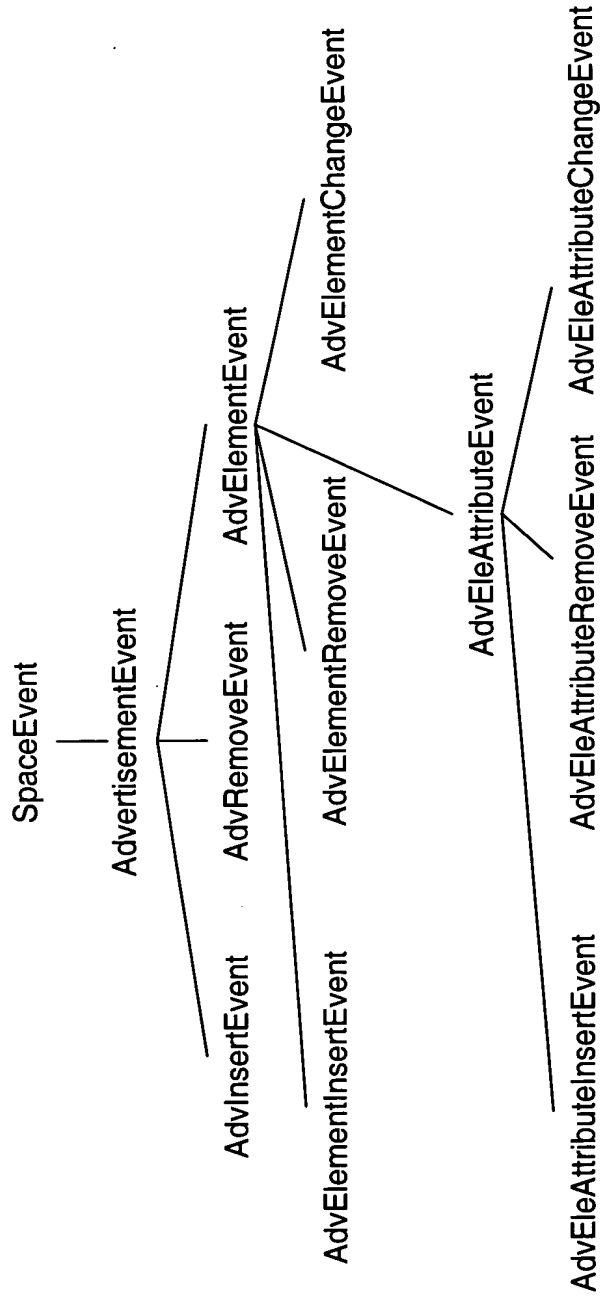 SpaceEvent
AdvertisementEvent
AdvInsertEvent
AdvRemoveEvent
AdvElementEvent
AdvElementInsertEvent
AdvElementRemoveEvent
AdvElementChangeEvent
AdvEleAttributeEvent
AdvEleAttributeInsertEvent
AdvEleAttributeRemoveEvent
AdvEleAttributeChangeEvent